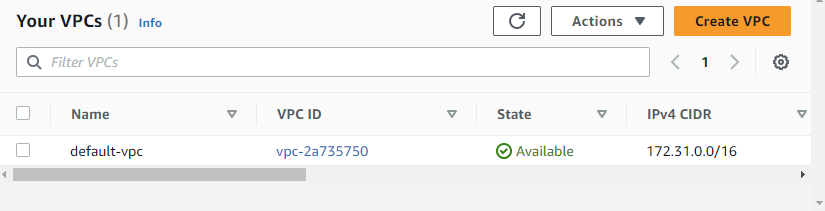 Your VPCs (1) Info
Actions
Create VPC
Filter VPCs
1
Name VPC ID State IPv4 CIDR
default-vpc vpc-2a735750 Available 172.31.0.0/16